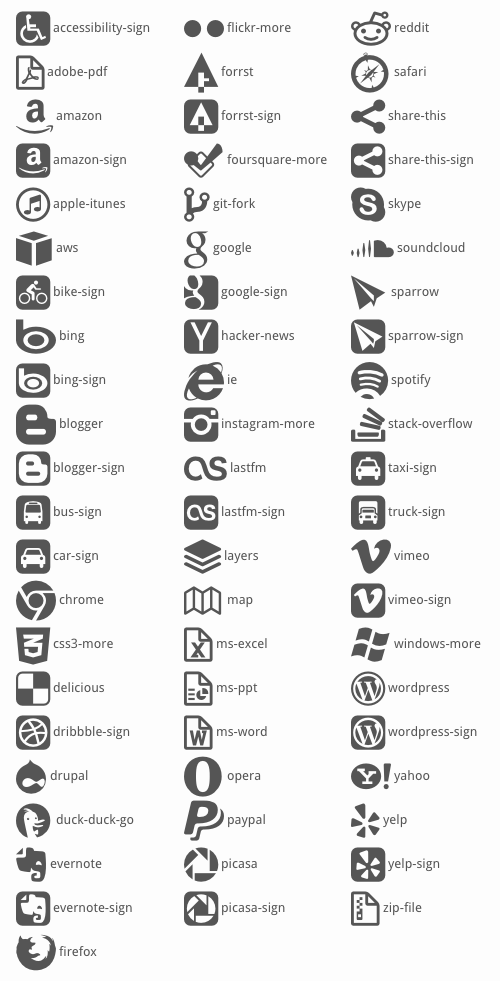 accessibility-sign
adobe-pdf
amazon
amazon-sign
apple-itunes
aws
bike-sign
bing
bing-sign
blogger
blogger-sign
bus-sign
car-sign
chrome
css3-more
delicious
dribbble-sign
drupal
duck-duck-go
evernote
evernote-sign
firefox
flickr-more
forrst
forrst-sign
foursquare-more
git-fork
google
google-sign
hacker-news
ie
instagram-more
lastfm
lastfm-sign
layers
map
ms-excel
ms-ppt
ms-word
opera
paypal
picasa
picasa-sign
reddit
safari
share-this
share-this-sign
skype
soundcloud
sparrow
sparrow-sign
spotify
stack-overflow
taxi-sign
truck-sign
vimeo
vimeo-sign
windows-more
wordpress
wordpress-sign
yahoo
yelp
yelp-sign
zip-file